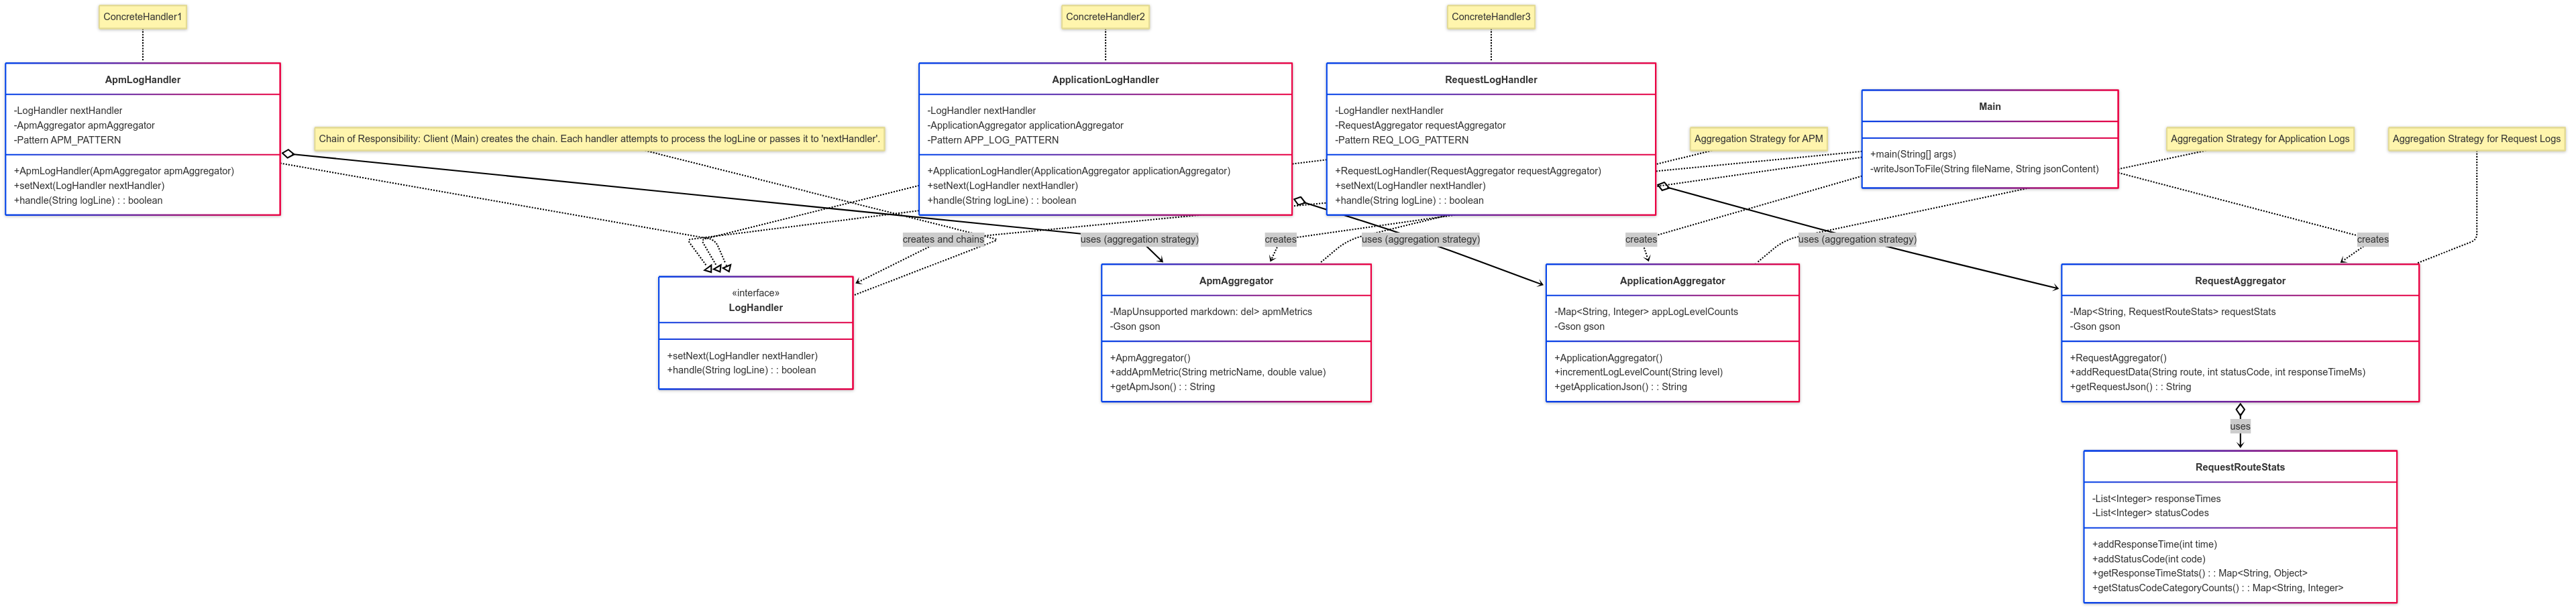 ConcreteHandler1
ConcreteHandler2
ConcreteHandler3
ApmLogHandler
-LogHandler nextHandler
-ApmAggregator apmAggregator
-Pattern APM_PATTERN
+ApmLogHandler(ApmAggregator apmAggregator)
+setNext(LogHandler nextHandler)
+handle(String logLine) : : boolean
Chain of Responsibility: Client (Main) creates the chain. Each handler attempts to process the logLine or passes it to 'nextHandler'.
ApplicationLogHandler
-LogHandler nextHandler
-ApplicationAggregator applicationAggregator
-Pattern APP_LOG_PATTERN
+ApplicationLogHandler(ApplicationAggregator applicationAggregator)
+setNext(LogHandler nextHandler)
+handle(String logLine) : : boolean
RequestLogHandler
-LogHandler nextHandler
-RequestAggregator requestAggregator
-Pattern REQ_LOG_PATTERN
+RequestLogHandler(RequestAggregator requestAggregator)
+setNext(LogHandler nextHandler)
+handle(String logLine) : : boolean
Aggregation Strategy for APM
Main
+main(String[] args)
-writeJsonToFile(String fileName, String jsonContent)
Aggregation Strategy for Application Logs
Aggregation Strategy for Request Logs
creates and chains
uses (aggregation strategy)
creates
uses (aggregation strategy)
creates
uses (aggregation strategy)
creates
«interface»
LogHandler
+setNext(LogHandler nextHandler)
+handle(String logLine) : : boolean
ApmAggregator
-MapUnsupported markdown: del> apmMetrics
-Gson gson
+ApmAggregator()
+addApmMetric(String metricName, double value)
+getApmJson() : : String
ApplicationAggregator
-Map<String, Integer> appLogLevelCounts
-Gson gson
+ApplicationAggregator()
+incrementLogLevelCount(String level)
+getApplicationJson() : : String
RequestAggregator
-Map<String, RequestRouteStats> requestStats
-Gson gson
+RequestAggregator()
+addRequestData(String route, int statusCode, int responseTimeMs)
+getRequestJson() : : String
uses
RequestRouteStats
-List<Integer> responseTimes
-List<Integer> statusCodes
+addResponseTime(int time)
+addStatusCode(int code)
+getResponseTimeStats() : : Map<String, Object>
+getStatusCodeCategoryCounts() : : Map<String, Integer>